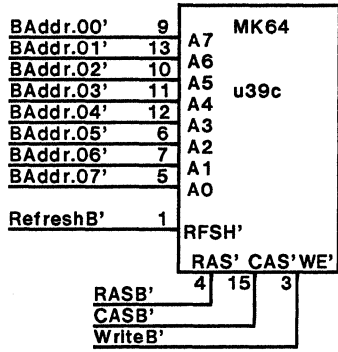 BAddr.00' 9 A7 MK64
BAddr.01' 13 A6
BAddr.02' 10 A5 u39c
BAddr.03' 11 A4
BAddr.04' 12 A3
BAddr.05' 6 A2
BAddr.06' 7 A1
BAddr.07' 5 A0
RefreshB' 1 RFSH'
RAS' CAS' WE'
4 15 3
RASB'
CASB'
WriteB'